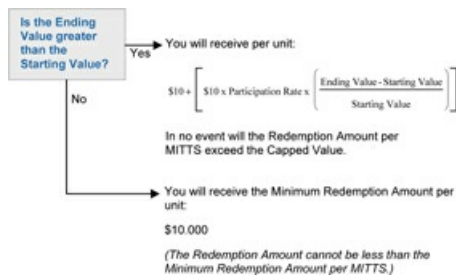 Is the Ending
Value greater
than the
Starting Value?
Yes
You will receive per unit:
$10 + [ $10 x Participation Rate x ( Ending Value - Starting Value
Starting Value ) ]
No
In no event will the Redemption Amount per
MITTS exceed the Capped Value.
You will receive the Minimum Redemption Amount per
unit:
$10.000
(The Redemption Amount cannot be less than the
Minimum Redemption Amount per MITTS.)